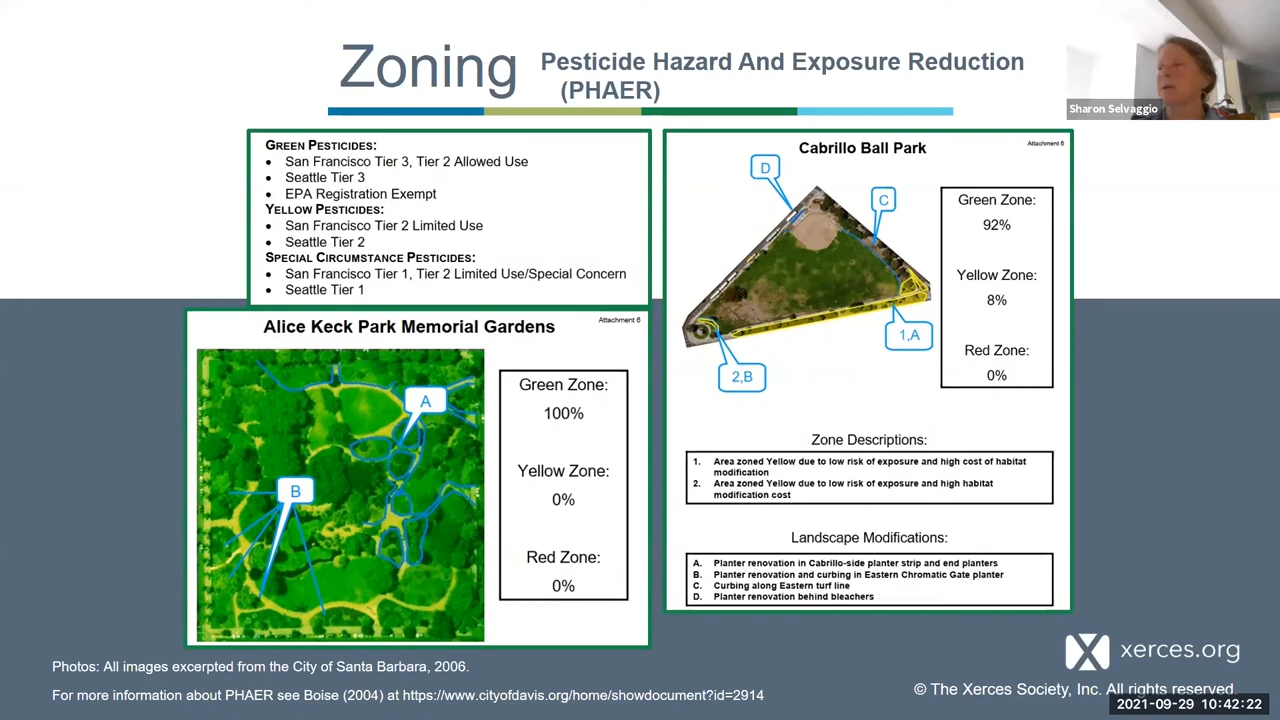 Zoning
Pesticide Hazard And Exposure Reduction
(PHAER)
Sharon Selvaggio
GREEN PESTICIDES:
• San Francisco Tier 3, Tier 2 Allowed Use
• Seattle Tier 3
• EPA Registration Exempt
YELLOW PESTICIDES:
• San Francisco Tier 2 Limited Use
• Seattle Tier 2
SPECIAL CIRCUMSTANCE PESTICIDES:
• San Francisco Tier 1, Tier 2 Limited Use/Special Concern
• Seattle Tier 1
Attachment 6
Alice Keck Park Memorial Gardens
A
B
Green Zone:
100%
Yellow Zone:
0%
Red Zone:
0%
Attachment 6
Cabrillo Ball Park
D
C
1,A
2,B
Green Zone:
92%
Yellow Zone:
8%
Red Zone:
0%
Zone Descriptions:
1. Area zoned Yellow due to low risk of exposure and high cost of habitat
modification
2. Area zoned Yellow due to low risk of exposure and high habitat
modification cost
Landscape Modifications:
A. Planter renovation in Cabrillo-side planter strip and end planters
B. Planter renovation and curbing in Eastern Chromatic Gate planter
C. Curbing along Eastern turf line
D. Planter renovation behind bleachers
Photos: All images excerpted from the City of Santa Barbara, 2006.
For more information about PHAER see Boise (2004) at https://www.cityofdavis.org/home/showdocument?id=2914
xerces.org
© The Xerces Society, Inc. All rights reserved.
2021-09-29 10:42:22